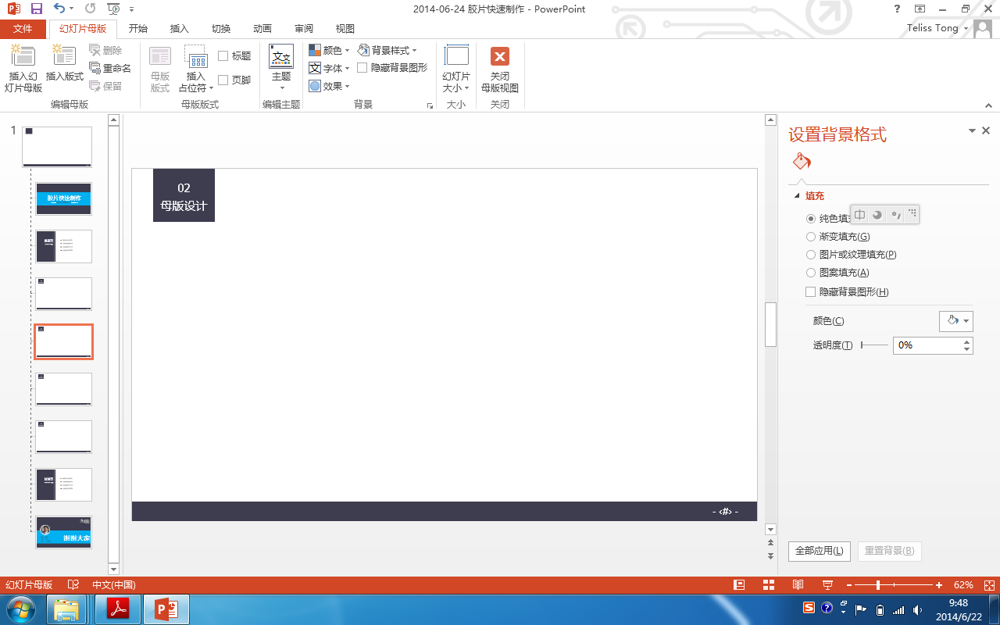 2014-06-24 胶片快速制作 - PowerPoint
文件
幻灯片母版
开始
插入
切换
动画
审阅
视图
Teliss Tong
插入幻
灯片母版
插入版式
删除
重命名
保留
编辑母版
母版
版式
插入
占位符
标题
页脚
母版版式
主题
编辑主题
颜色
字体
效果
背景样式
隐藏背景图形
背景
幻灯片
大小
大小
关闭
母版视图
关闭
1
胶片快速制作
谢谢大家
02
母版设计
- ‹#› -
设置背景格式
填充
纯色填
渐变填充(G)
图片或纹理填充(P)
图案填充(A)
隐藏背景图形(H)
颜色(C)
透明度(T)
0%
全部应用(L)
重置背景(B)
中
幻灯片母版
中文(中国)
62%
9:48
2014/6/22